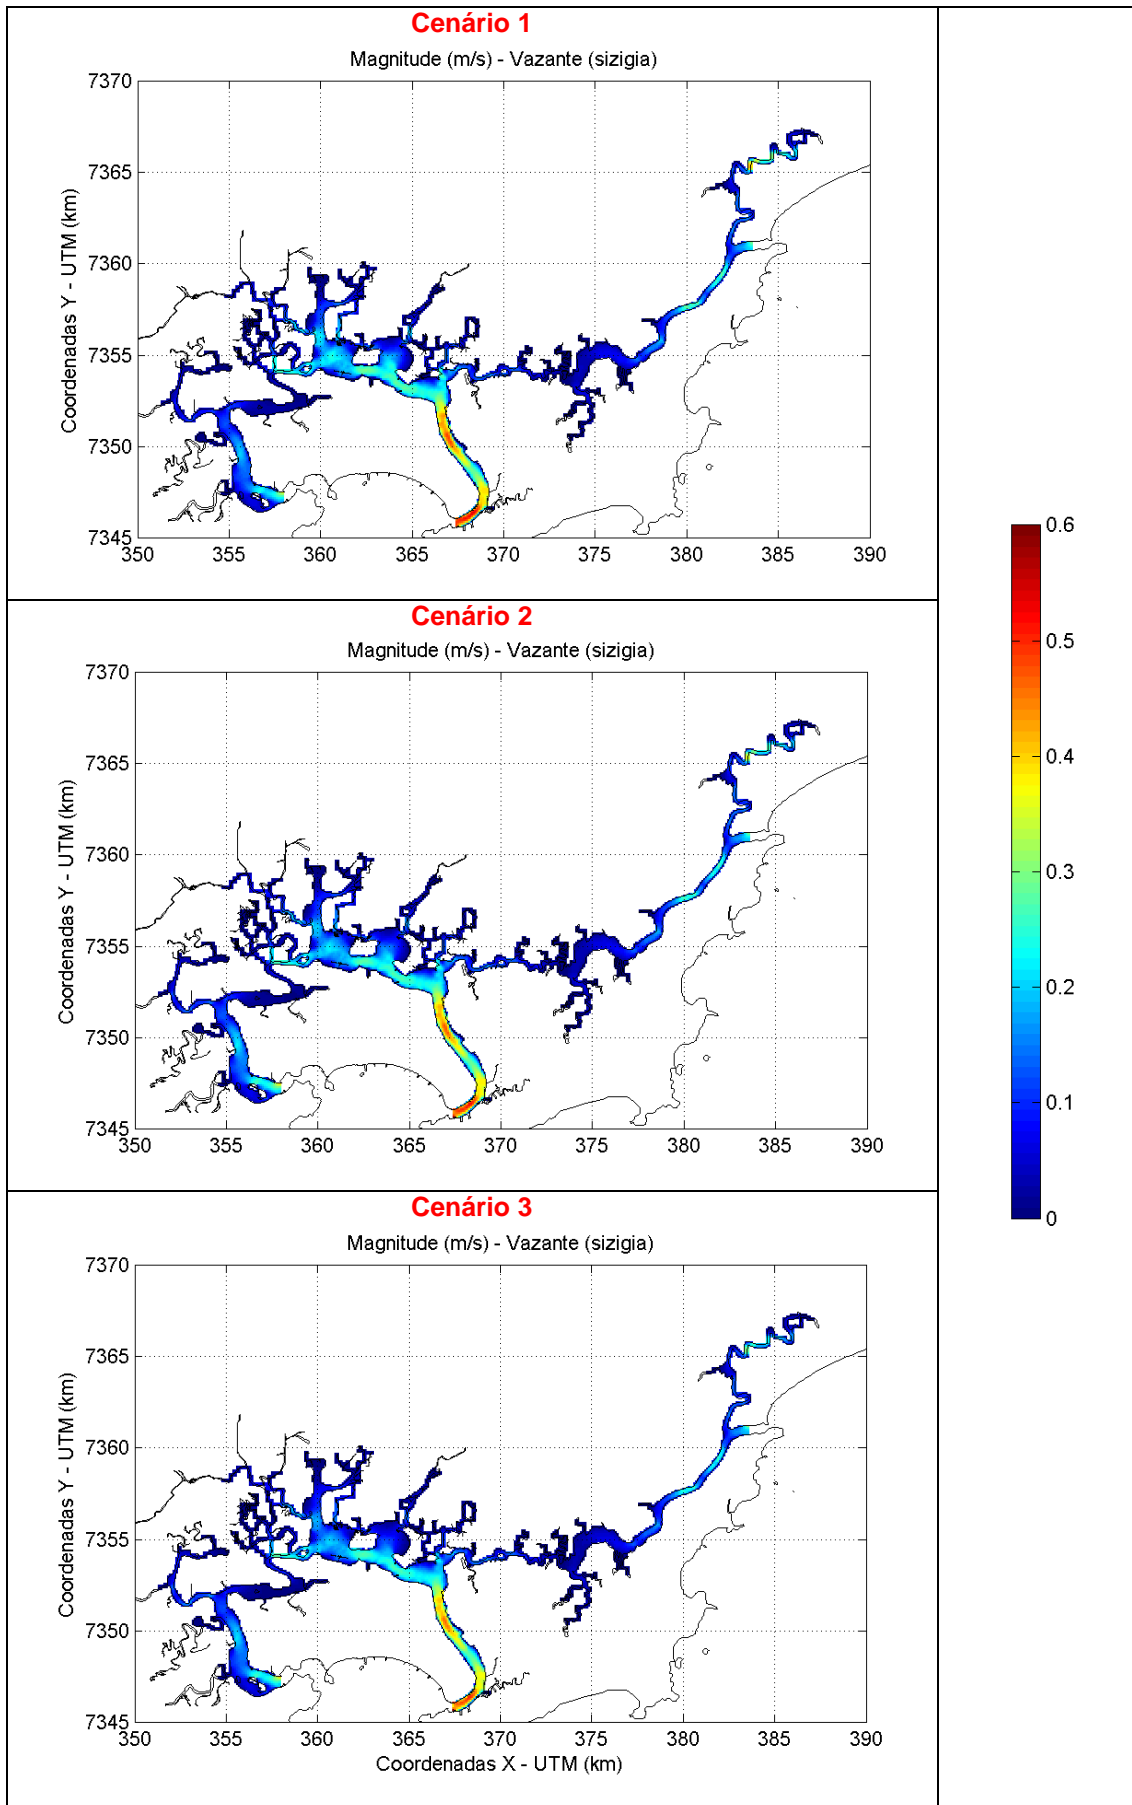 Cenário 1
Magnitude (m/s) - Vazante (sizigia)
Coordenadas Y - UTM (km)
7370
7365
7360
7355
7350
7345
350 355 360 365 370 375 380 385 390
Cenário 2
Magnitude (m/s) - Vazante (sizigia)
Coordenadas Y - UTM (km)
7370
7365
7360
7355
7350
7345
350 355 360 365 370 375 380 385 390
Cenário 3
Magnitude (m/s) - Vazante (sizigia)
Coordenadas Y - UTM (km)
7370
7365
7360
7355
7350
7345
350 355 360 365 370 375 380 385 390
Coordenadas X - UTM (km)
0.6
0.5
0.4
0.3
0.2
0.1
0